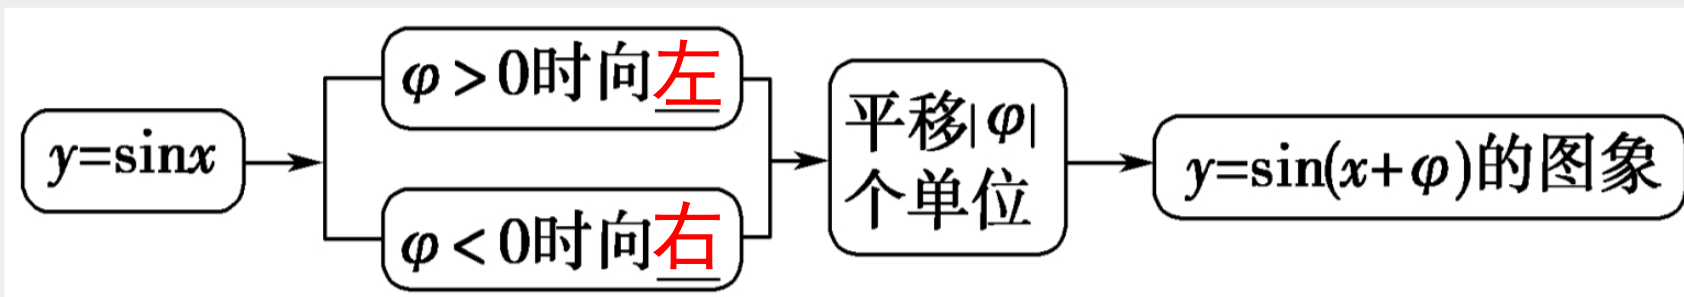 y=sinx
φ>0时向左
φ<0时向右
平移|φ|
个单位
y=sin(x+φ)的图象